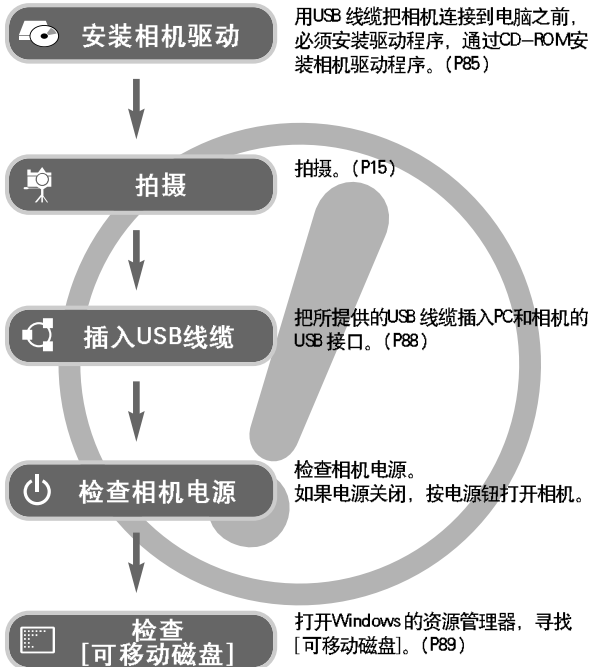 安装相机驱动
用USB 线缆把相机连接到电脑之前，
必须安装驱动程序，通过CD-ROM安
装相机驱动程序。(P85)
拍摄
拍摄。(P15)
插入USB线缆
把所提供的USB 线缆插入PC和相机的
USB 接口。(P88)
检查相机电源
检查相机电源。
如果电源关闭，按电源钮打开相机。
检查
[可移动磁盘]
打开Windows 的资源管理器，寻找
[可移动磁盘]。(P89)